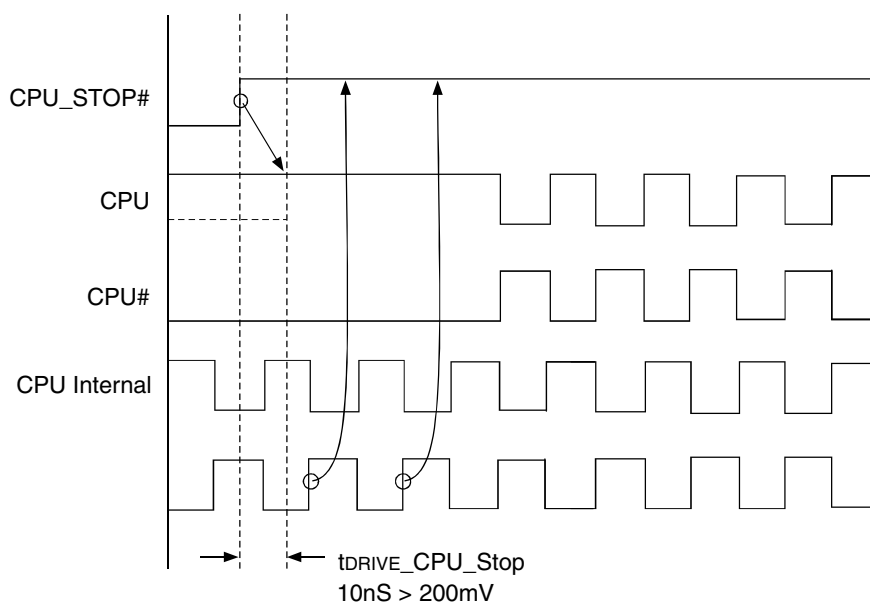 CPU_STOP#
CPU
CPU#
CPU Internal
tDRIVE_CPU_Stop
10nS > 200mV